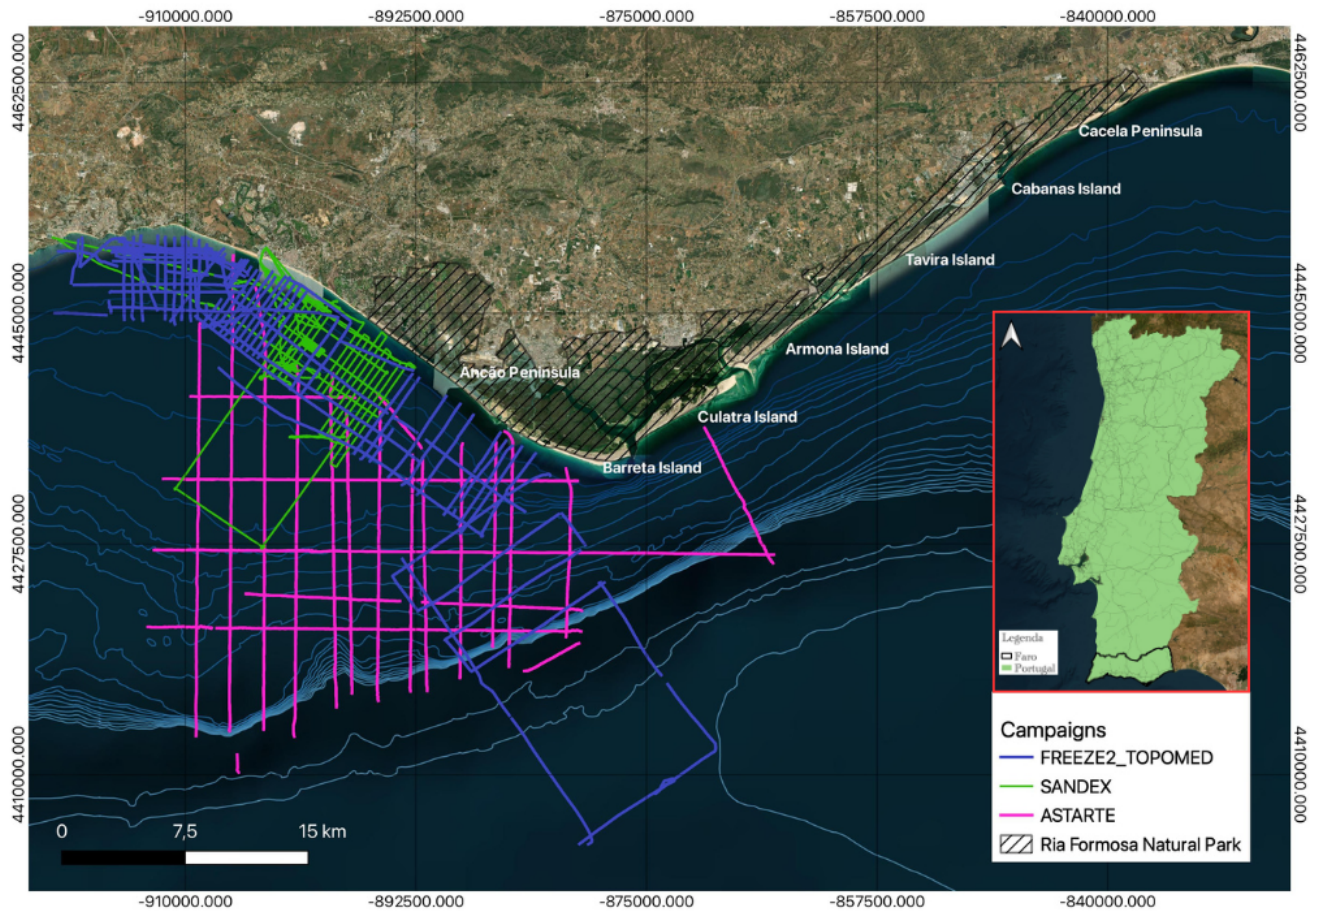 -910000.000 -892500.000 -875000.000 -857500.000 -840000.000
4462500.000
4462500.000
Cacela Peninsula
Cabanas Island
Tavira Island
4445000.000
4445000.000
Armona Island
Ancão Peninsula
Culatra Island
Barreta Island
4427500.000
4427500.000
Legenda
Faro
Portugal
Campaigns
FREEZE2_TOPOMED
SANDEX
ASTARTE
Ria Formosa Natural Park
4410000.000
4410000.000
0 7,5 15 km
-910000.000 -892500.000 -875000.000 -857500.000 -840000.000